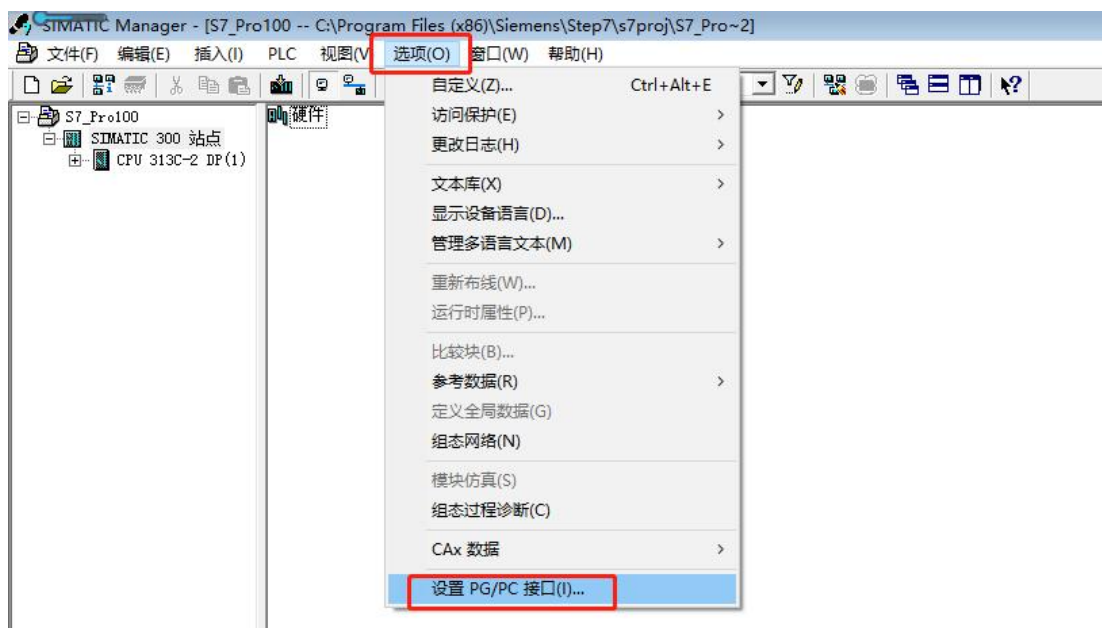 SIMATIC Manager - [S7_Pro100 -- C:\Program Files (x86)\Siemens\Step7\s7proj\S7_Pro~2]
文件(F) 编辑(E) 插入(I) PLC 视图(V 选项(O) 窗口(W) 帮助(H)
S7_Pro100
SIMATIC 300 站点
CPU 313C-2 DP(1)
硬件
自定义(Z)... Ctrl+Alt+E
访问保护(E)
更改日志(H)
文本库(X)
显示设备语言(D)...
管理多语言文本(M)
重新布线(W)...
运行时属性(P)...
比较块(B)...
参考数据(R)
定义全局数据(G)
组态网络(N)
模块仿真(S)
组态过程诊断(C)
CAx 数据
设置 PG/PC 接口(I)...